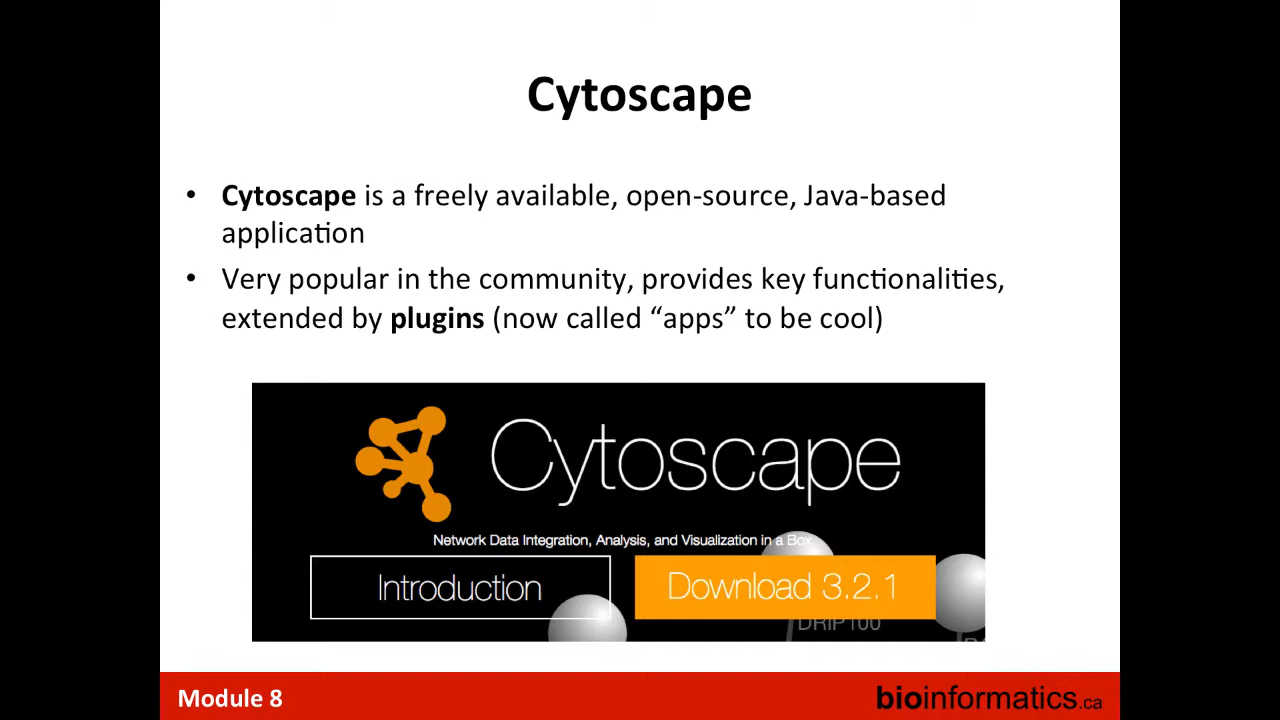 Cytoscape
• Cytoscape is a freely available, open-source, Java-based
application
• Very popular in the community, provides key functionalities,
extended by plugins (now called “apps” to be cool)
Cytoscape
Network Data Integration, Analysis, and Visualization in a Box
Introduction
Download 3.2.1
DRIP100
Module 8
bioinformatics.ca